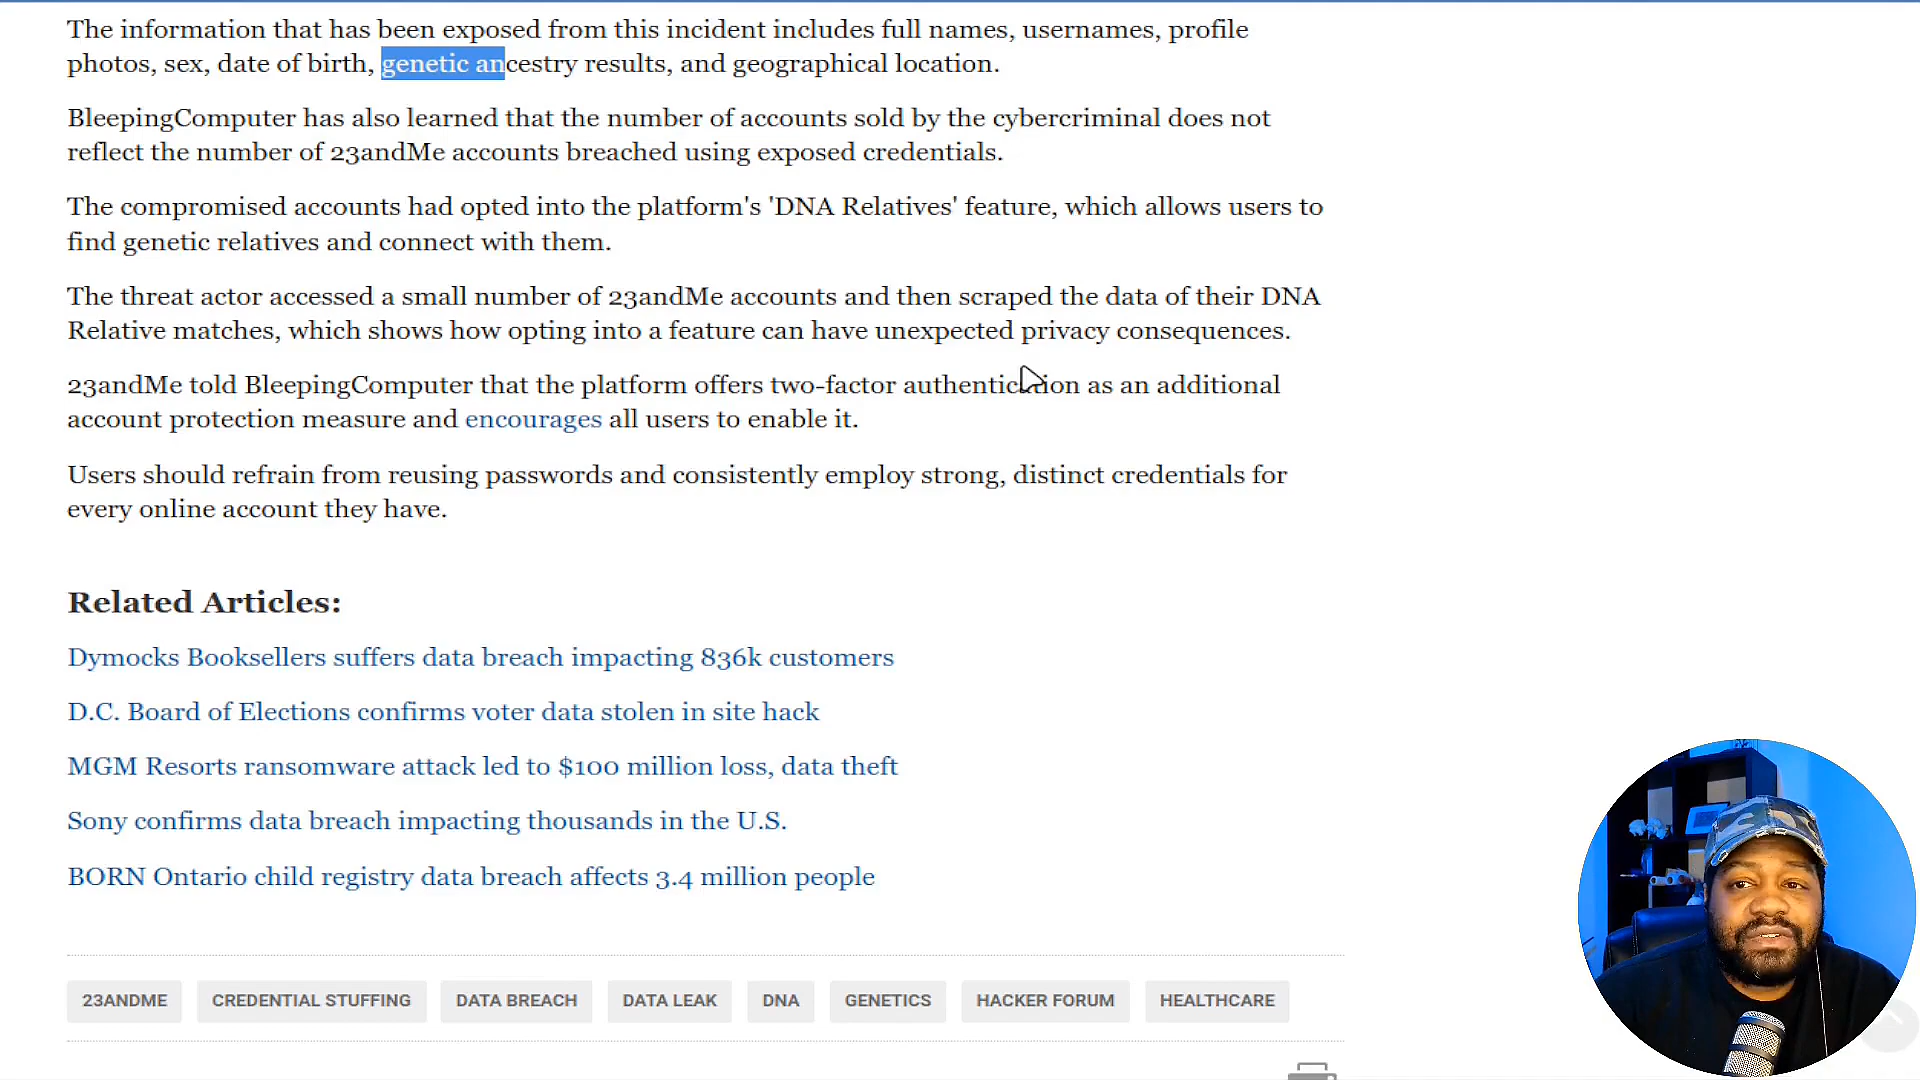 The information that has been exposed from this incident includes full names, usernames, profile
photos, sex, date of birth, genetic ancestry results, and geographical location.
BleepingComputer has also learned that the number of accounts sold by the cybercriminal does not
reflect the number of 23andMe accounts breached using exposed credentials.
The compromised accounts had opted into the platform's 'DNA Relatives' feature, which allows users to
find genetic relatives and connect with them.
The threat actor accessed a small number of 23andMe accounts and then scraped the data of their DNA
Relative matches, which shows how opting into a feature can have unexpected privacy consequences.
23andMe told BleepingComputer that the platform offers two-factor authentication as an additional
account protection measure and encourages all users to enable it.
Users should refrain from reusing passwords and consistently employ strong, distinct credentials for
every online account they have.
Related Articles:
Dymocks Booksellers suffers data breach impacting 836k customers
D.C. Board of Elections confirms voter data stolen in site hack
MGM Resorts ransomware attack led to $100 million loss, data theft
Sony confirms data breach impacting thousands in the U.S.
BORN Ontario child registry data breach affects 3.4 million people
23ANDME CREDENTIAL STUFFING DATA BREACH DATA LEAK DNA GENETICS HACKER FORUM HEALTHCARE